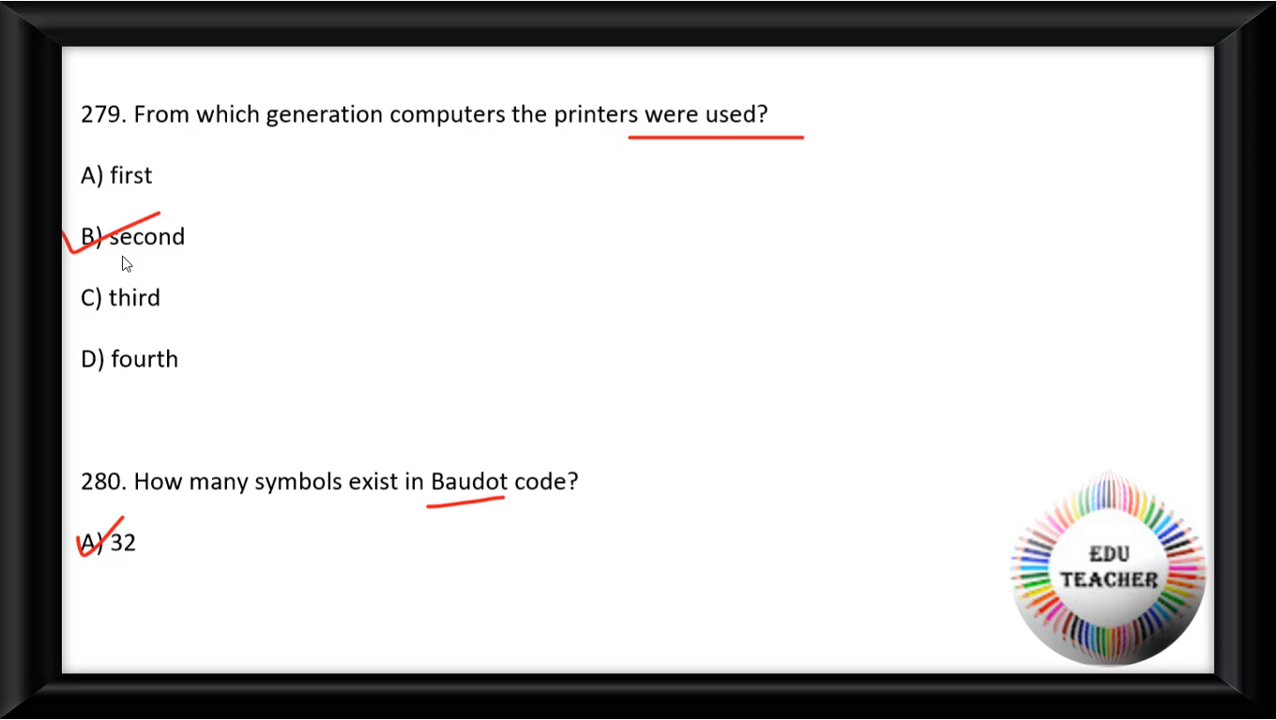 279. From which generation computers the printers were used?
A) first
B) second
C) third
D) fourth
280. How many symbols exist in Baudot code?
A) 32
EDU
TEACHER